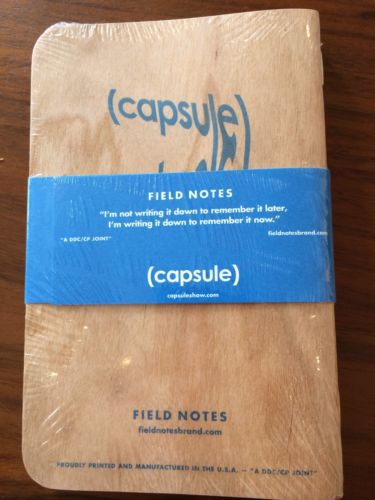 (capsule)
FIELD NOTES
“I’m not writing it down to remember it later,
I’m writing it down to remember it now.”
“A DDC/CP JOINT”
fieldnotesbrand.com
(capsule)
capsuleshow.com
FIELD NOTES
fieldnotesbrand.com
PROUDLY PRINTED AND MANUFACTURED IN THE U.S.A. — “A DDC/CP JOINT”